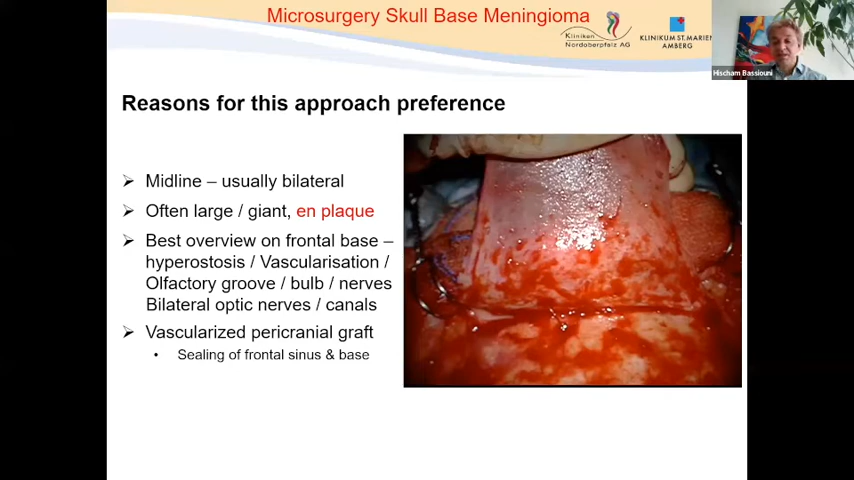 Microsurgery Skull Base Meningioma
Kliniken
Nordoberpfalz AG
KLINIKUM ST. MARIEN
AMBERG
Hischam Bassiouni
Reasons for this approach preference
➢ Midline – usually bilateral
➢ Often large / giant, en plaque
➢ Best overview on frontal base –
hyperostosis / Vascularisation /
Olfactory groove / bulb / nerves
Bilateral optic nerves / canals
➢ Vascularized pericranial graft
• Sealing of frontal sinus & base